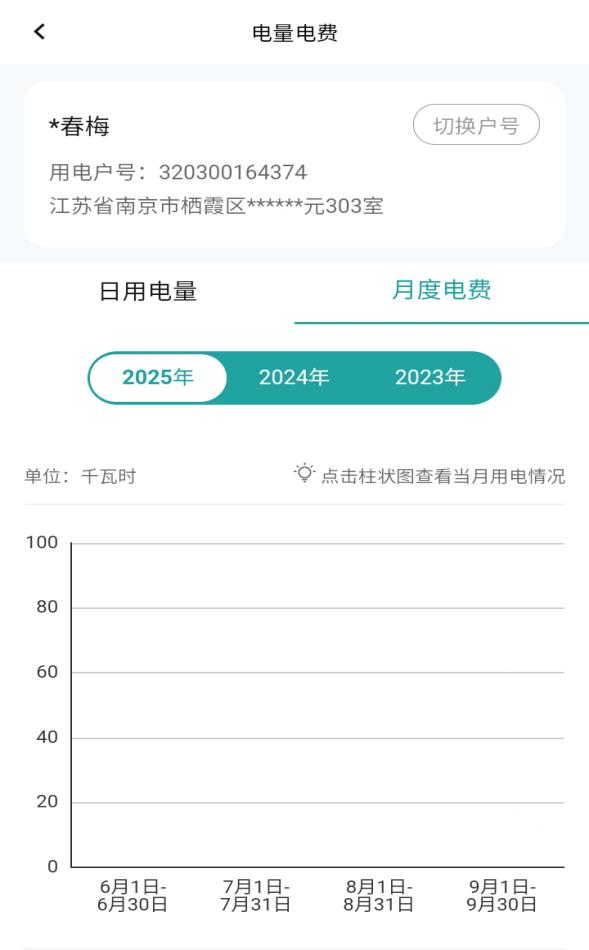 电量电费
*春梅
切换户号
用电户号：320300164374
江苏省南京市栖霞区******元303室
日用电量
月度电费
2025年
2024年
2023年
单位：千瓦时
点击柱状图查看当月用电情况
100
80
60
40
20
0
6月1日-
6月30日
7月1日-
7月31日
8月1日-
8月31日
9月1日-
9月30日